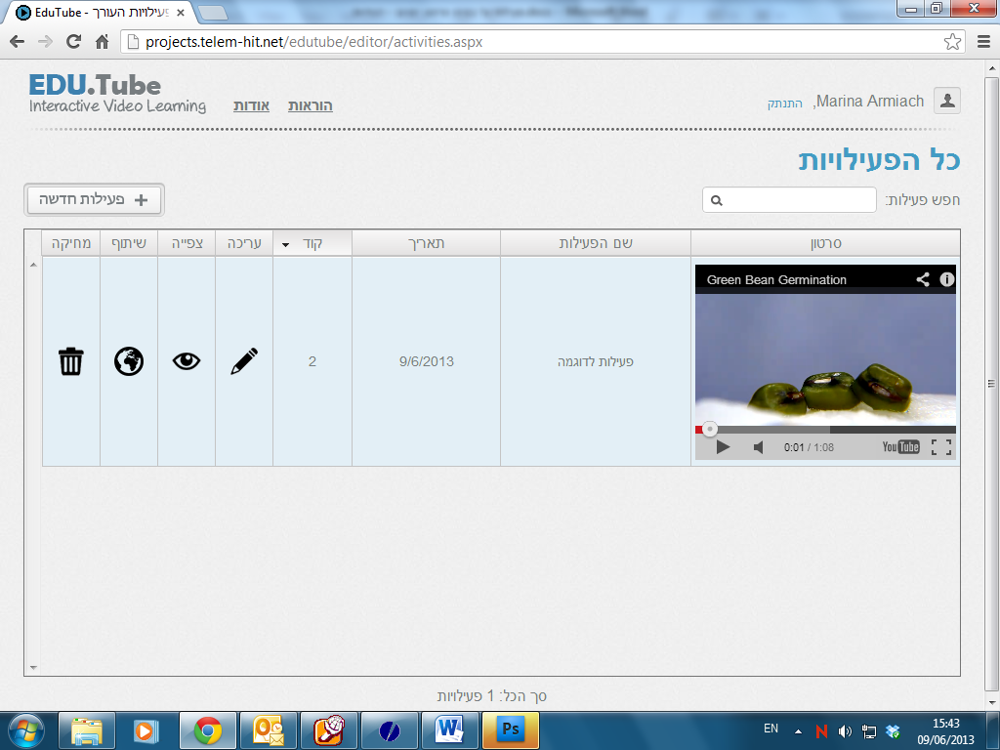 EduTube - פעילויות העורך
projects.telem-hit.net/edutube/editor/activities.aspx
EDU.Tube
Interactive Video Learning
הוראות
אודות
Marina Armiach, התנתק
כל הפעילויות
חפש פעילות:
+ פעילות חדשה
סרטון שם הפעילות תאריך קוד עריכה צפייה שיתוף מחיקה
Green Bean Germination
פעילות לדוגמה 9/6/2013 2
0:01 / 1:08 YouTube
סך הכל: 1 פעילויות
EN
15:43
09/06/2013
Ps
W
N